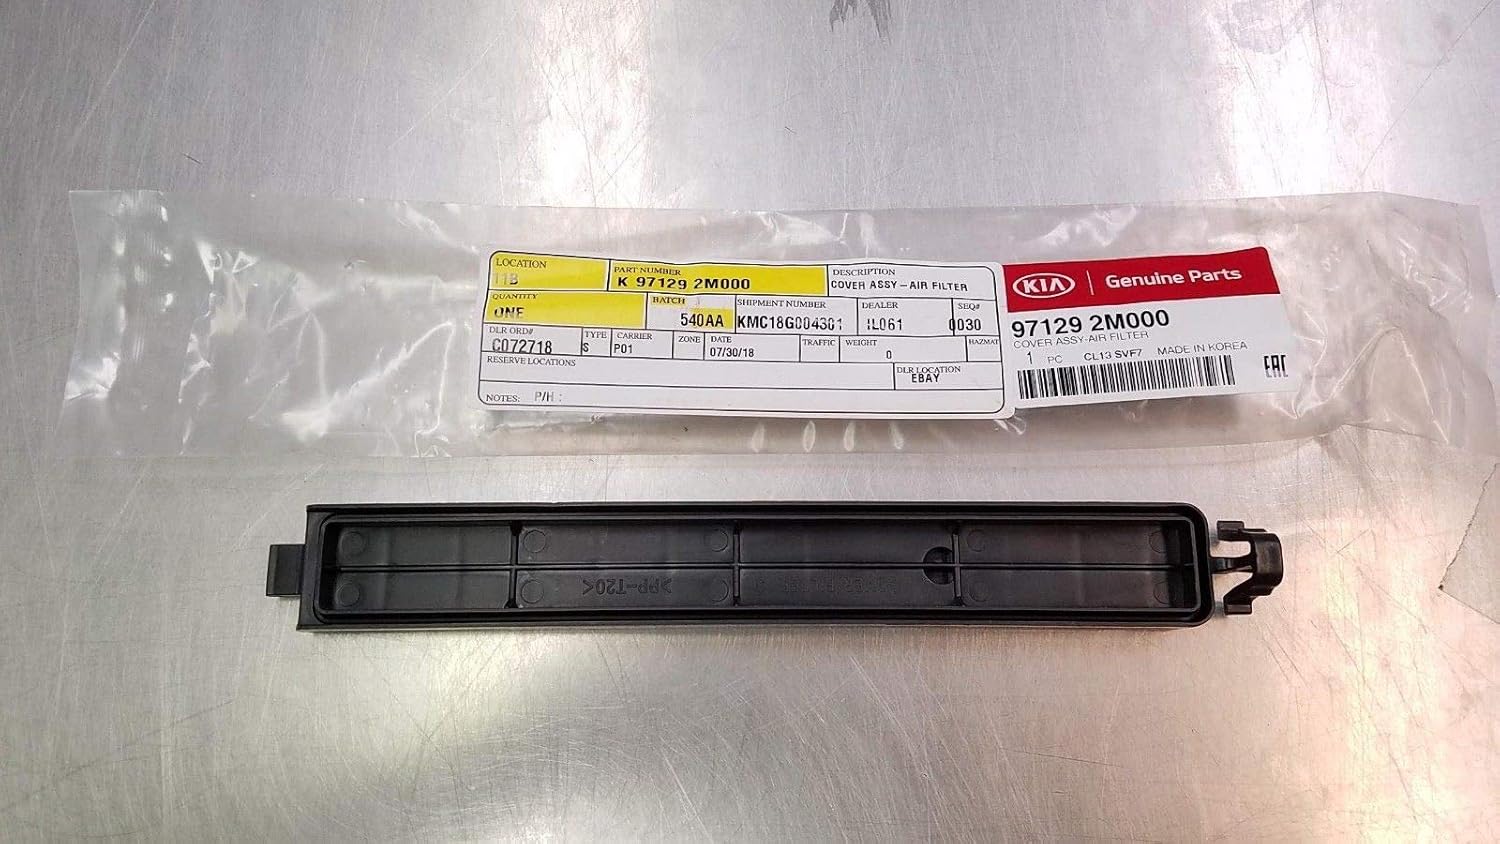 LOCATION
11B
PART NUMBER
K 97129 2M000
DESCRIPTION
COVER ASSY-AIR FILTER
QUANTITY
ONE
BATCH
540AA
SHIPMENT NUMBER
KMC18G004301
DEALER
IL061
SEQ#
0030
DLR ORD#
C072718
TYPE
S
CARRIER
P01
ZONE
DATE
07/30/18
TRAFFIC
WEIGHT
0
HAZMAT
RESERVE LOCATIONS
DLR LOCATION
EBAY
NOTES: P/H :
KIA Genuine Parts
97129 2M000
COVER ASSY-AIR FILTER
1 PC CL13 SVF7 MADE IN KOREA
EAC
>PP-T20<